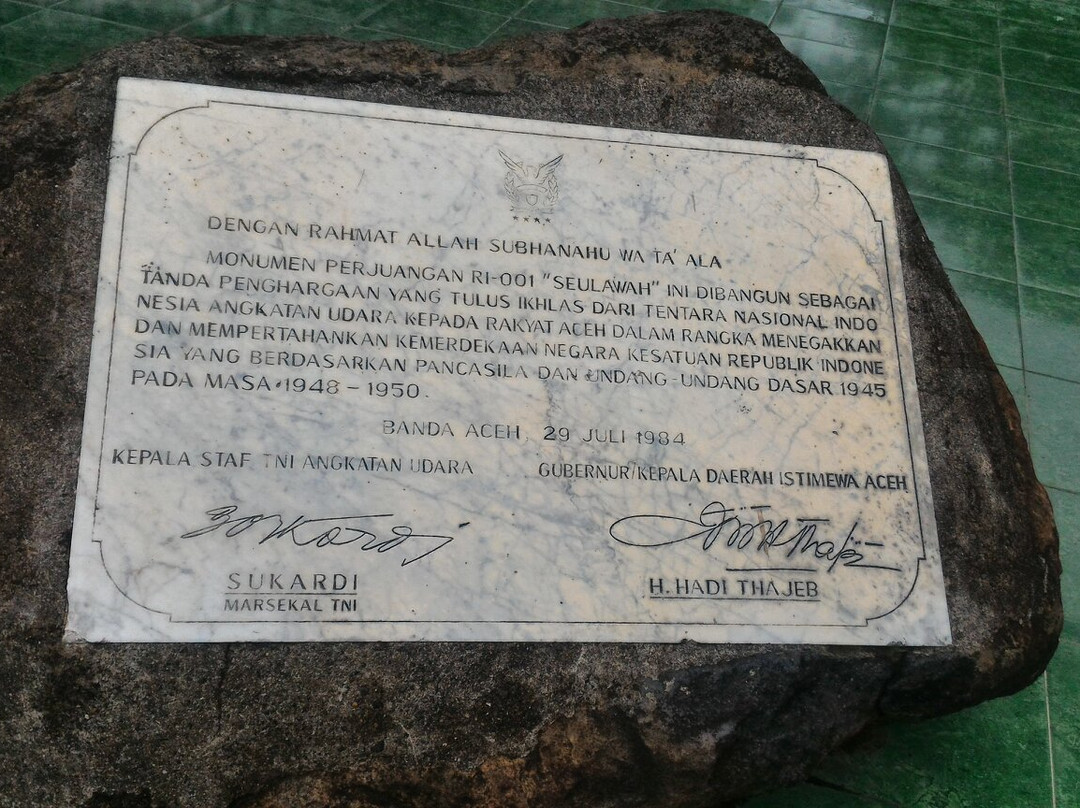 DENGAN RAHMAT ALLAH SUBHANAHU WA TA' ALA
MONUMEN PERJUANGAN RI-001 "SEULAWAH" INI DIBANGUN SEBAGAI
TANDA PENGHARGAAN YANG TULUS IKHLAS DARI TENTARA NASIONAL INDO
NESIA ANGKATAN UDARA KEPADA RAKYAT ACEH DALAM RANGKA MENEGAKKAN
DAN MEMPERTAHANKAN KEMERDEKAAN NEGARA KESATUAN REPUBLIK INDONE
SIA YANG BERDASARKAN PANCASILA DAN UNDANG-UNDANG DASAR 1945
PADA MASA 1948 - 1950.
BANDA ACEH, 29 JULI 1984
KEPALA STAF TNI ANGKATAN UDARA
GUBERNUR/KEPALA DAERAH ISTIMEWA ACEH
Sokardi
SUKARDI
MARSEKAL TNI
H. HADI THAJEB